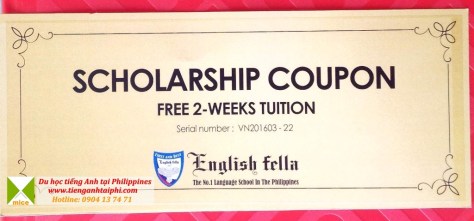 SCHOLARSHIP COUPON
FREE 2-WEEKS TUITION
Serial number : VN201603 - 22
English fella
The No.1 Language School In The Philippines
mice
Du học tiếng Anh tại Philippines
www.tienganhtaiphi.com
Hotline: 0904 13 74 71